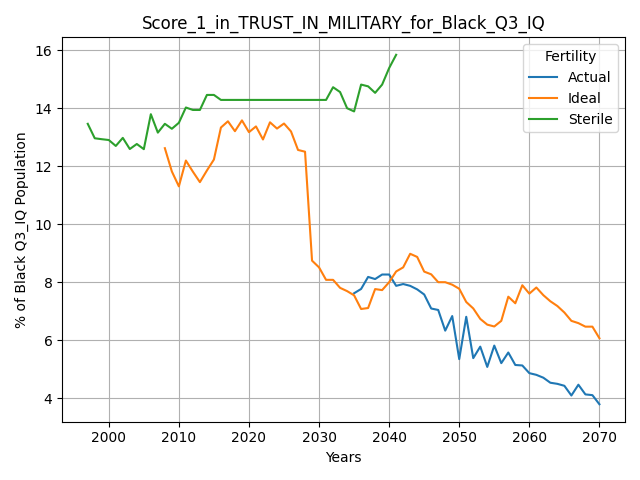 Score_1_in_TRUST_IN_MILITARY_for_Black_Q3_IQ
Fertility
Actual
Ideal
Sterile
% of Black Q3_IQ Population
16
14
12
10
8
6
4
2000 2010 2020 2030 2040 2050 2060 2070
Years